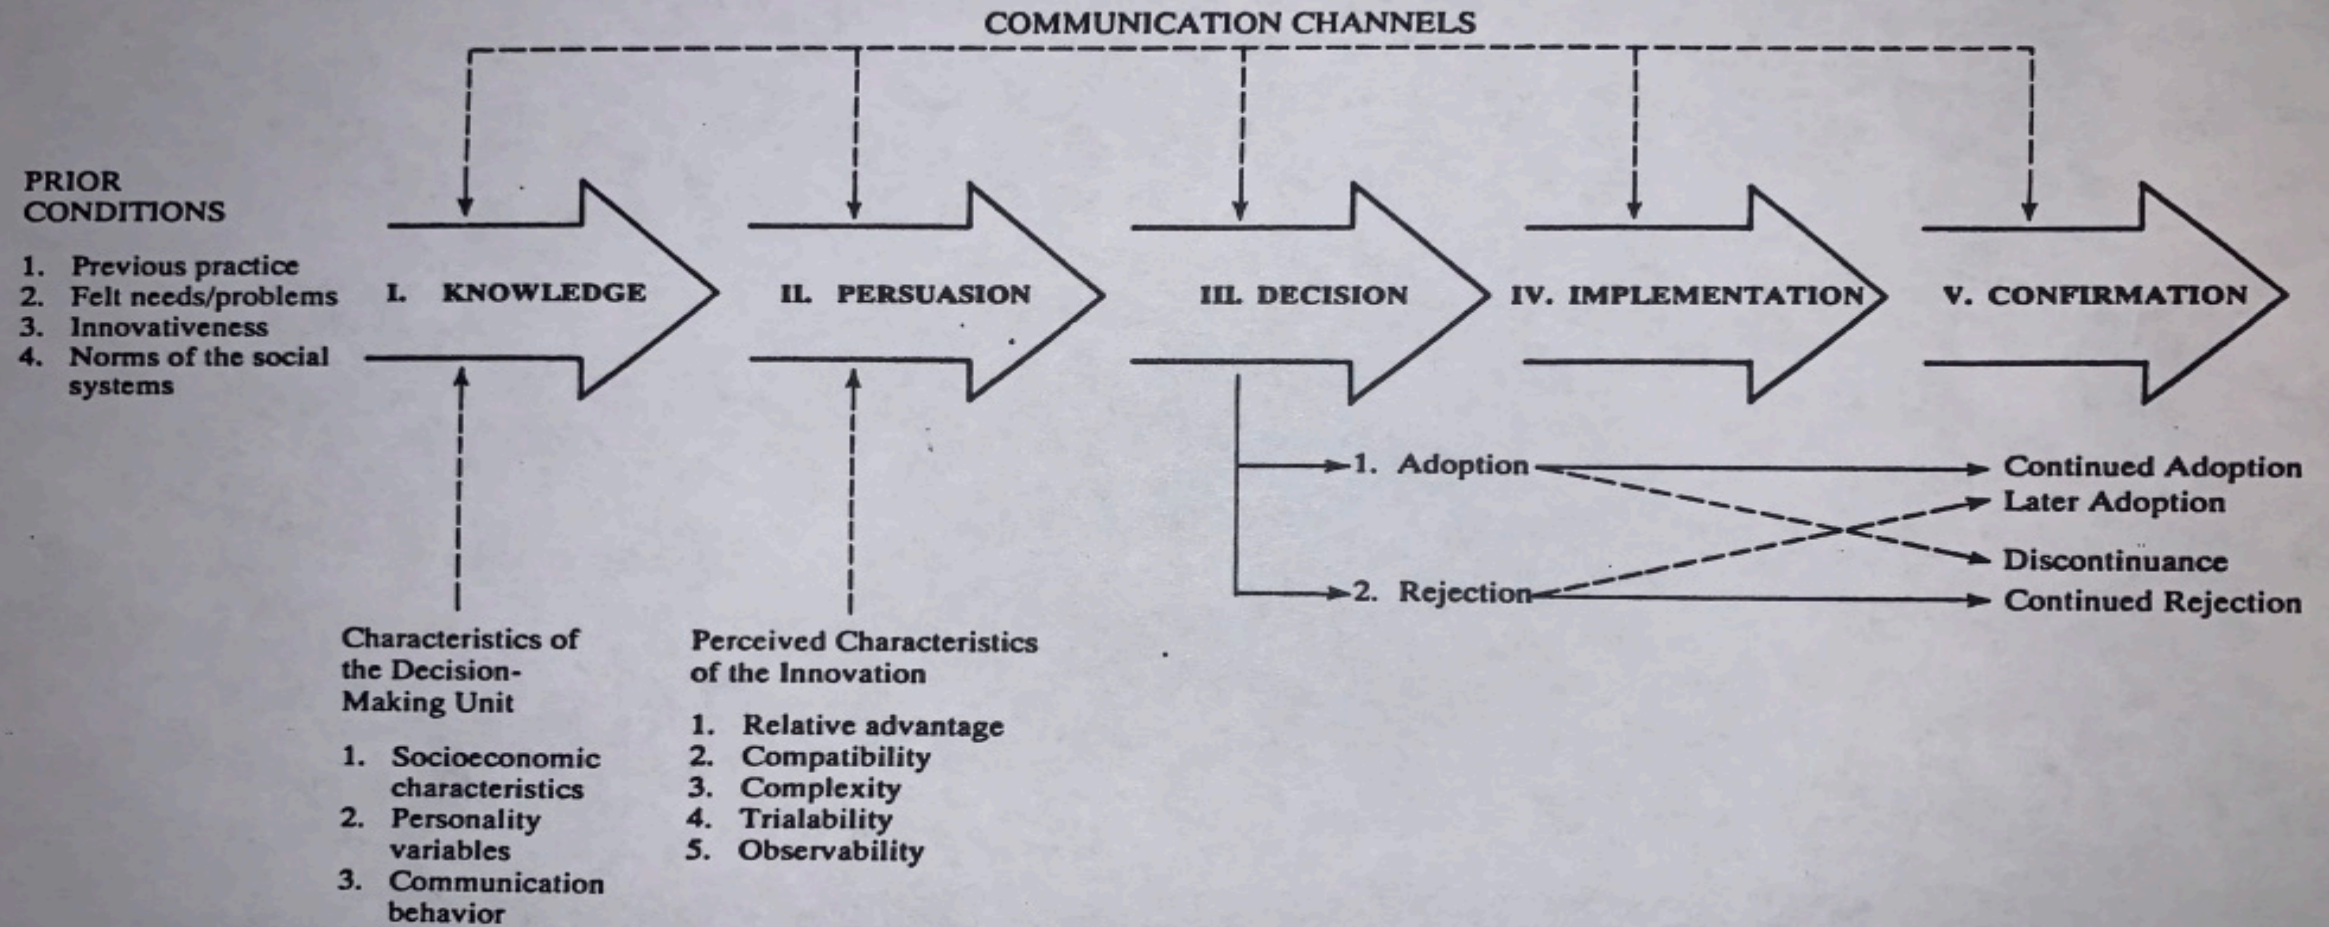 COMMUNICATION CHANNELS
PRIOR
CONDITIONS
1. Previous practice
2. Felt needs/problems
3. Innovativeness
4. Norms of the social
systems
I. KNOWLEDGE
II. PERSUASION
III. DECISION
IV. IMPLEMENTATION
V. CONFIRMATION
1. Adoption
2. Rejection
Continued Adoption
Later Adoption
Discontinuance
Continued Rejection
Characteristics of
the Decision-
Making Unit
1. Socioeconomic
characteristics
2. Personality
variables
3. Communication
behavior
Perceived Characteristics
of the Innovation
1. Relative advantage
2. Compatibility
3. Complexity
4. Trialability
5. Observability